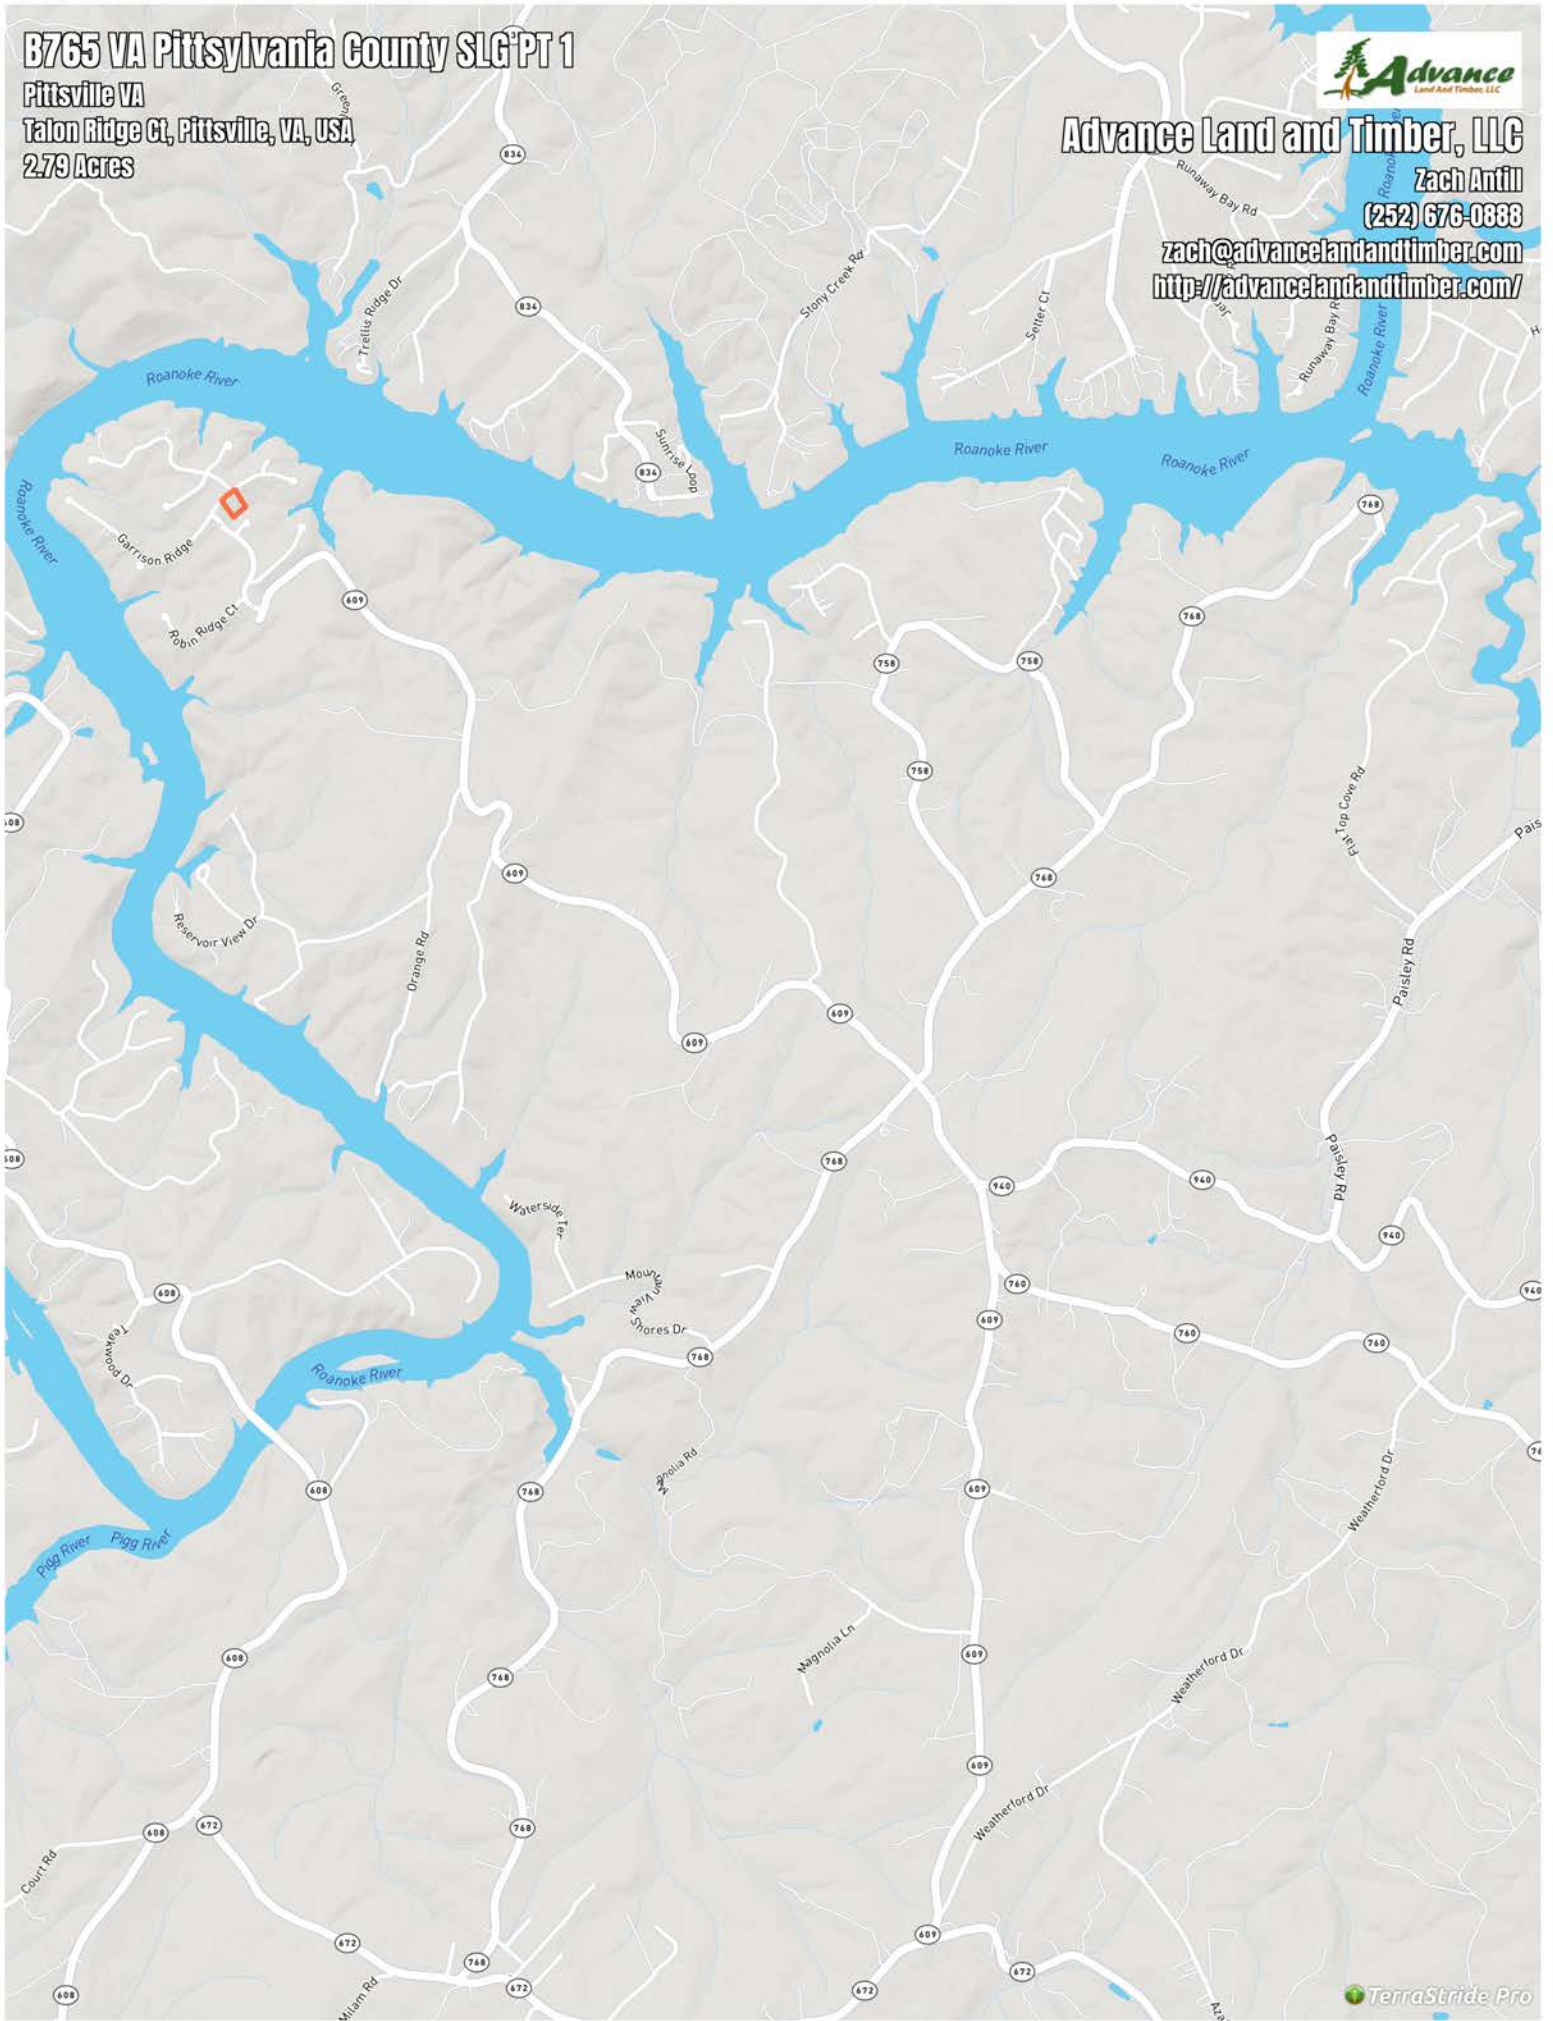 B765 VA Pittsylvania County SLG PT 1
Pittsville VA
Talon Ridge Ct, Pittsville, VA, USA
2.79 Acres
Advance
Land And Timber, LLC
Advance Land and Timber, LLC
Zach Antill
(252) 676-0888
zach@advancelandandtimber.com
http://advancelandandtimber.com/
834
Runaway Bay Rd
Stony Creek Rd
Trellis Ridge Dr
834
Setter Ct
Runaway Bay R
Roanoke River
Roanoke River
Sunrise Loop
834
Roanoke River
Roanoke River
768
Roanoke River
Garrison Ridge
609
Robin Ridge Ct
768
758
758
758
Flat Top Cove Rd
608
Pais
609
768
Reservoir View Dr
Orange Rd
Paisley Rd
609
609
Paisley Rd
608
768
940
940
Waterside Ter
940
Mountain View Shores Dr
760
940
608
609
760
760
Teakwood Dr
768
Roanoke River
Magnolia Rd
Weatherford Dr
608
768
609
Pigg River
Pigg River
Magnolia Ln
609
608
768
Weatherford Dr
609
Weatherford Dr
608
672
768
Court Rd
609
672
768
672
672
672
608
Milam Rd
TerraStride Pro